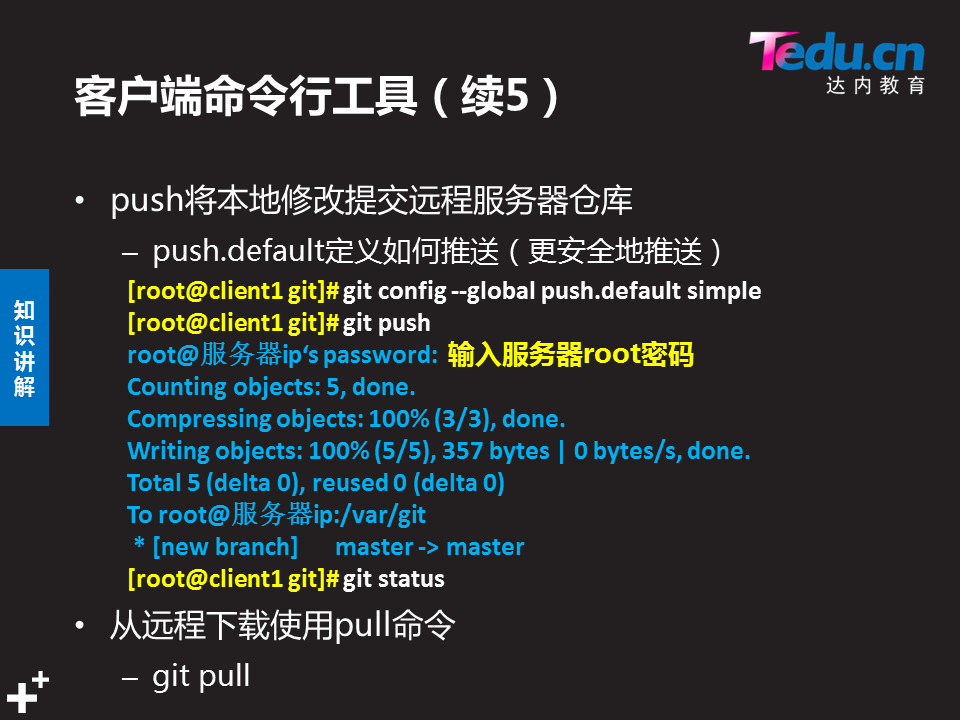 Tedu.cn
达内教育
客户端命令行工具（续5）
• push将本地修改提交远程服务器仓库
– push.default定义如何推送（更安全地推送）
[root@client1 git]# git config --global push.default simple
[root@client1 git]# git push
root@服务器ip‘s password: 输入服务器root密码
Counting objects: 5, done.
Compressing objects: 100% (3/3), done.
Writing objects: 100% (5/5), 357 bytes | 0 bytes/s, done.
Total 5 (delta 0), reused 0 (delta 0)
To root@服务器ip:/var/git
* [new branch] master -> master
[root@client1 git]# git status
• 从远程下载使用pull命令
– git pull
知识讲解